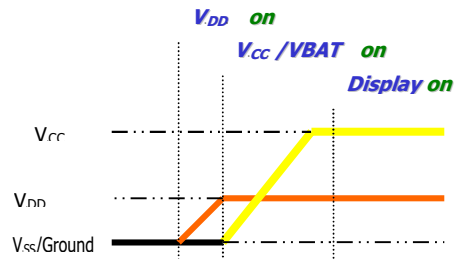 VDD on
VCC /VBAT on
Display on
VCC
VDD
VSS/Ground